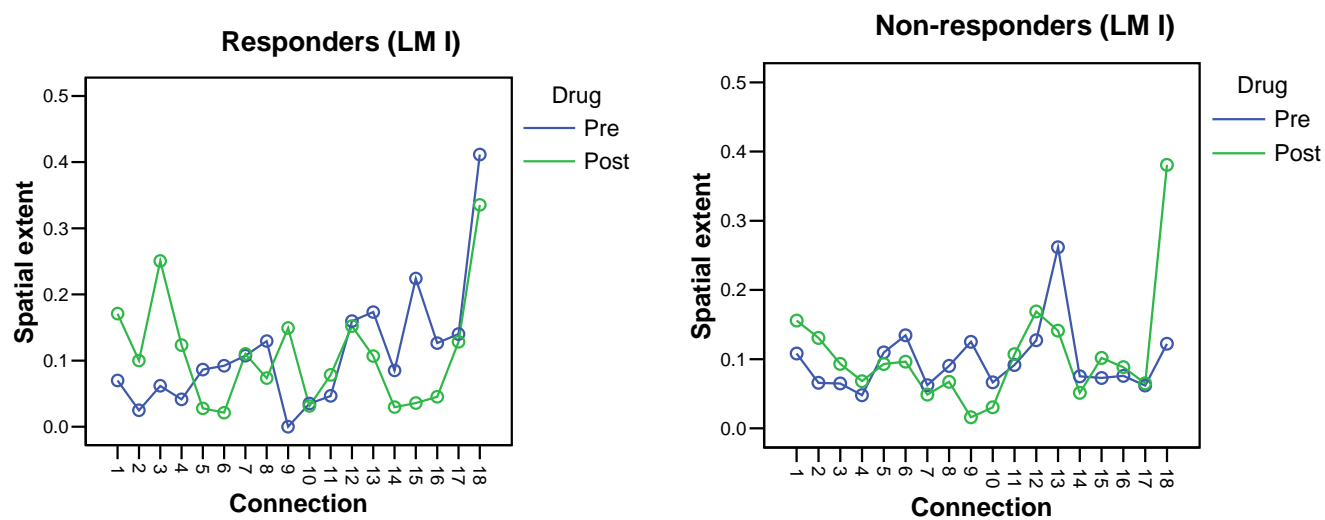 Responders (LM I)
Drug
Pre
Post
Spatial extent
0.5
0.4
0.3
0.2
0.1
0.0
1 2 3 4 5 6 7 8 9 10 11 12 13 14 15 16 17 18
Connection
Non-responders (LM I)
Drug
Pre
Post
Spatial extent
0.5
0.4
0.3
0.2
0.1
0.0
1 2 3 4 5 6 7 8 9 10 11 12 13 14 15 16 17 18
Connection